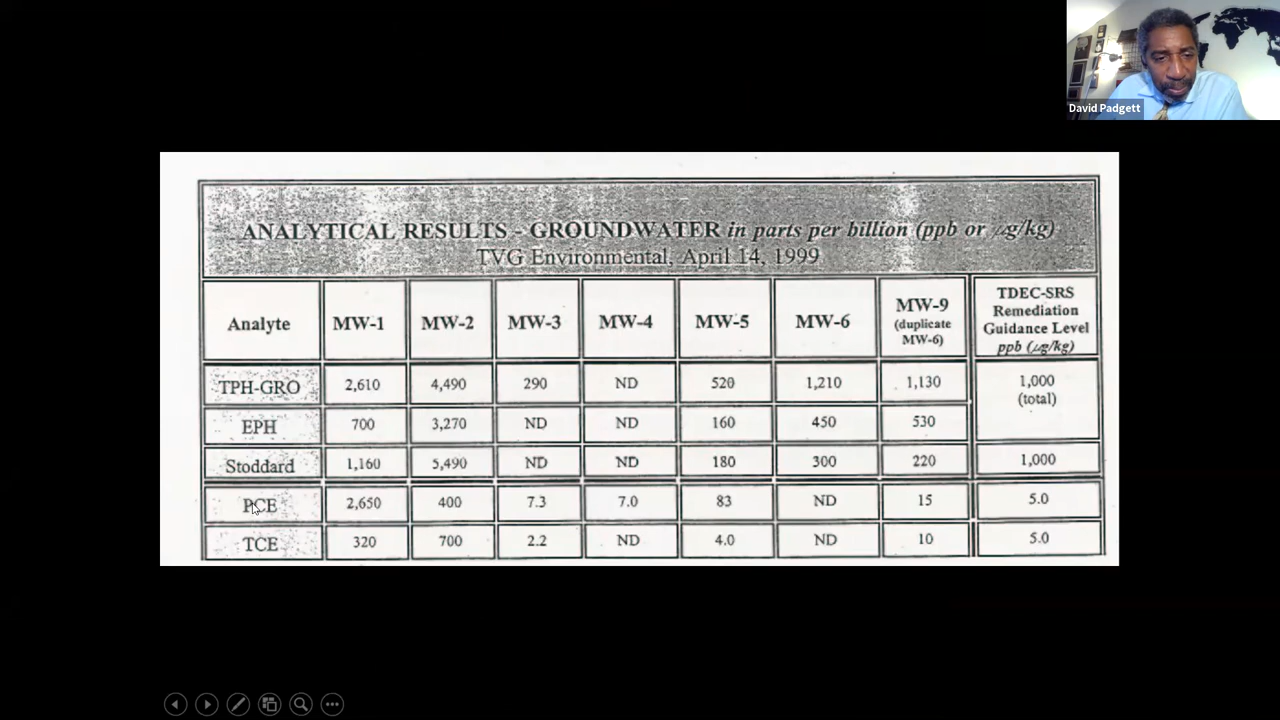 David Padgett
ANALYTICAL RESULTS - GROUNDWATER in parts per billion (ppb or µg/kg)
TVG Environmental, April 14, 1999
Analyte MW-1 MW-2 MW-3 MW-4 MW-5 MW-6 MW-9 (duplicate MW-6) TDEC-SRS Remediation Guidance Level ppb (µg/kg)
TPH-GRO 2,610 4,490 290 ND 520 1,210 1,130 1,000 (total)
EPH 700 3,270 ND ND 160 450 530
Stoddard 1,160 5,490 ND ND 180 300 220 1,000
PCE 2,650 400 7.3 7.0 83 ND 15 5.0
TCE 320 700 2.2 ND 4.0 ND 10 5.0